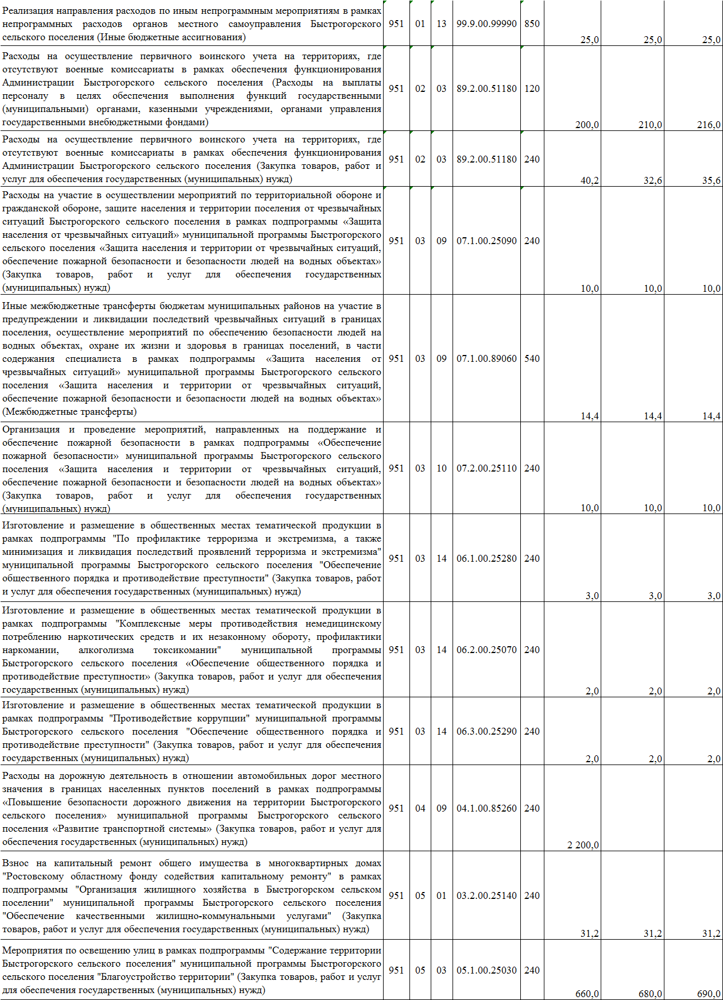 Реализация направления расходов по иным непрограммным мероприятиям в рамках
непрограммных расходов органов местного самоуправления Быстрогорского
сельского поселения (Иные бюджетные ассигнования)
951 01 13 99.9.00.99990 850
25,0 25,0 25,0
Расходы на осуществление первичного воинского учета на территориях, где
отсутствуют военные комиссариаты в рамках обеспечения функционирования
Администрации Быстрогорского сельского поселения (Расходы на выплаты
персоналу в целях обеспечения выполнения функций государственными
(муниципальными) органами, казенными учреждениями, органами управления
государственными внебюджетными фондами)
951 02 03 89.2.00.51180 120
200,0 210,0 216,0
Расходы на осуществление первичного воинского учета на территориях, где
отсутствуют военные комиссариаты в рамках обеспечения функционирования
Администрации Быстрогорского сельского поселения (Закупка товаров, работ и
услуг для обеспечения государственных (муниципальных) нужд)
951 02 03 89.2.00.51180 240
40,2 32,6 35,6
Расходы на участие в осуществлении мероприятий по территориальной обороне и
гражданской обороне, защите населения и территории поселения от чрезвычайных
ситуаций Быстрогорского сельского поселения в рамках подпрограммы «Защита
населения от чрезвычайных ситуаций» муниципальной программы Быстрогорского
сельского поселения «Защита населения и территории от чрезвычайных ситуаций,
обеспечение пожарной безопасности и безопасности людей на водных объектах»
(Закупка товаров, работ и услуг для обеспечения государственных
(муниципальных) нужд)
951 03 09 07.1.00.25090 240
10,0 10,0 10,0
Иные межбюджетные трансферты бюджетам муниципальных районов на участие в
предупреждении и ликвидации последствий чрезвычайных ситуаций в границах
поселения, осуществление мероприятий по обеспечению безопасности людей на
водных объектах, охране их жизни и здоровья в границах поселений, в части
содержания специалиста в рамках подпрограммы «Защита населения от
чрезвычайных ситуаций» муниципальной программы Быстрогорского сельского
поселения «Защита населения и территории от чрезвычайных ситуаций,
обеспечение пожарной безопасности и безопасности людей на водных объектах»
(Межбюджетные трансферты)
951 03 09 07.1.00.89060 540
14,4 14,4 14,4
Организация и проведение мероприятий, направленных на поддержание и
обеспечение пожарной безопасности в рамках подпрограммы «Обеспечение
пожарной безопасности» муниципальной программы Быстрогорского сельского
поселения «Защита населения и территории от чрезвычайных ситуаций,
обеспечение пожарной безопасности и безопасности людей на водных объектах»
(Закупка товаров, работ и услуг для обеспечения государственных
(муниципальных) нужд)
951 03 10 07.2.00.25110 240
10,0 10,0 10,0
Изготовление и размещение в общественных местах тематической продукции в
рамках подпрограммы "По профилактике терроризма и экстремизма, а также
минимизация и ликвидация последствий проявлений терроризма и экстремизма"
муниципальной программы Быстрогорского сельского поселения "Обеспечение
общественного порядка и противодействие преступности" (Закупка товаров, работ
и услуг для обеспечения государственных (муниципальных) нужд)
951 03 14 06.1.00.25280 240
3,0 3,0 3,0
Изготовление и размещение в общественных местах тематической продукции в
рамках подпрограммы "Комплексные меры противодействия немедицинскому
потреблению наркотических средств и их незаконному обороту, профилактики
наркомании, алкоголизма токсикомании" муниципальной программы
Быстрогорского сельского поселения «Обеспечение общественного порядка и
противодействие преступности» (Закупка товаров, работ и услуг для обеспечения
государственных (муниципальных) нужд)
951 03 14 06.2.00.25070 240
2,0 2,0 2,0
Изготовление и размещение в общественных местах тематической продукции в
рамках подпрограммы "Противодействие коррупции" муниципальной программы
Быстрогорского сельского поселения "Обеспечение общественного порядка и
противодействие преступности" (Закупка товаров, работ и услуг для обеспечения
государственных (муниципальных) нужд)
951 03 14 06.3.00.25290 240
2,0 2,0 2,0
Расходы на дорожную деятельность в отношении автомобильных дорог местного
значения в границах населенных пунктов поселений в рамках подпрограммы
«Повышение безопасности дорожного движения на территории Быстрогорского
сельского поселения» муниципальной программы Быстрогорского сельского
поселения «Развитие транспортной системы» (Закупка товаров, работ и услуг для
обеспечения государственных (муниципальных) нужд)
951 04 09 04.1.00.85260 240
2 200,0
Взнос на капитальный ремонт общего имущества в многоквартирных домах
"Ростовскому областному фонду содействия капитальному ремонту" в рамках
подпрограммы "Организация жилищного хозяйства в Быстрогорском сельском
поселении" муниципальной программы Быстрогорского сельского поселения
"Обеспечение качественными жилищно-коммунальными услугами" (Закупка
товаров, работ и услуг для обеспечения государственных (муниципальных) нужд)
951 05 01 03.2.00.25140 240
31,2 31,2 31,2
Мероприятия по освещению улиц в рамках подпрограммы "Содержание территории
Быстрогорского сельского поселения" муниципальной программы Быстрогорского
сельского поселения "Благоустройство территории" (Закупка товаров, работ и услуг
для обеспечения государственных (муниципальных) нужд)
951 05 03 05.1.00.25030 240
660,0 680,0 690,0